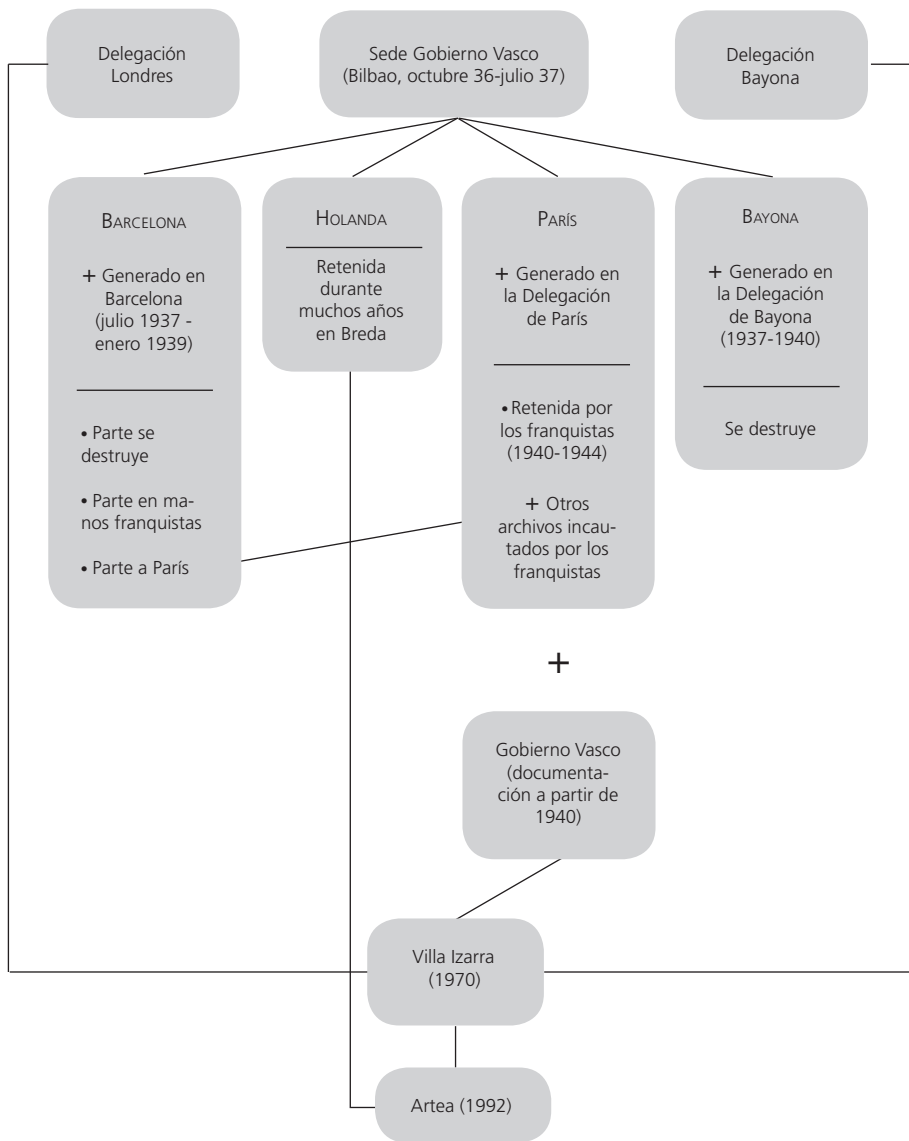 Delegación
Londres
Sede Gobierno Vasco
(Bilbao, octubre 36-julio 37)
Delegación
Bayona
BARCELONA
+ Generado en
Barcelona
(julio 1937 -
enero 1939)
• Parte se
destruye
• Parte en ma-
nos franquistas
• Parte a París
HOLANDA
Retenida
durante
muchos años
en Breda
PARÍS
+ Generado en
la Delegación
de París
• Retenida por
los franquistas
(1940-1944)
+ Otros
archivos incau-
tados por los
franquistas
BAYONA
+ Generado en
la Delegación
de Bayona
(1937-1940)
Se destruye
+
Gobierno Vasco
(documenta-
ción a partir de
1940)
Villa Izarra
(1970)
Artea (1992)